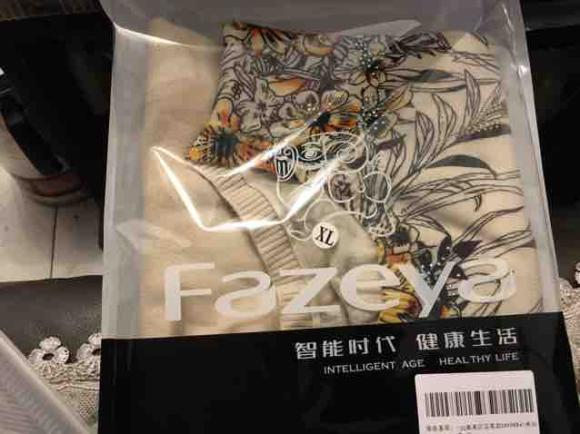 XL
Fazeya
智能时代 健康生活
INTELLIGENT AGE HEALTHY LIFE